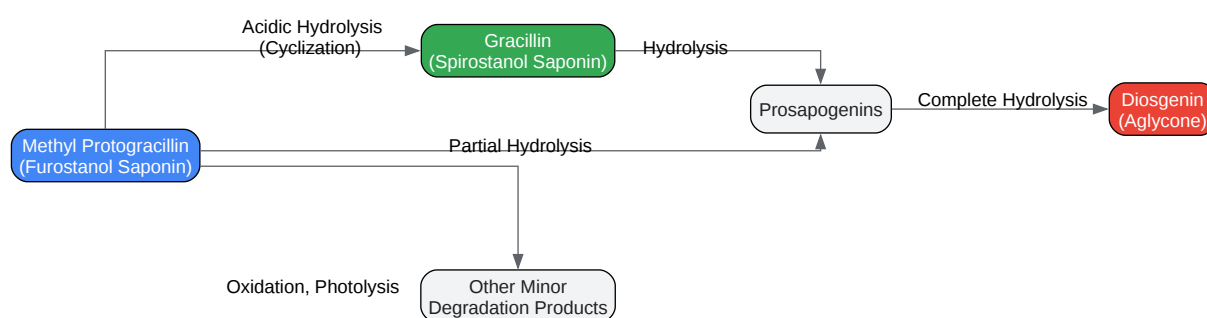 Acidic Hydrolysis
(Cyclization)
Gracillin
(Spirostanol Saponin)
Hydrolysis
Prosapogenins
Complete Hydrolysis
Diosgenin
(Aglycone)
Methyl Protogracillin
(Furostanol Saponin)
Partial Hydrolysis
Oxidation, Photolysis
Other Minor
Degradation Products